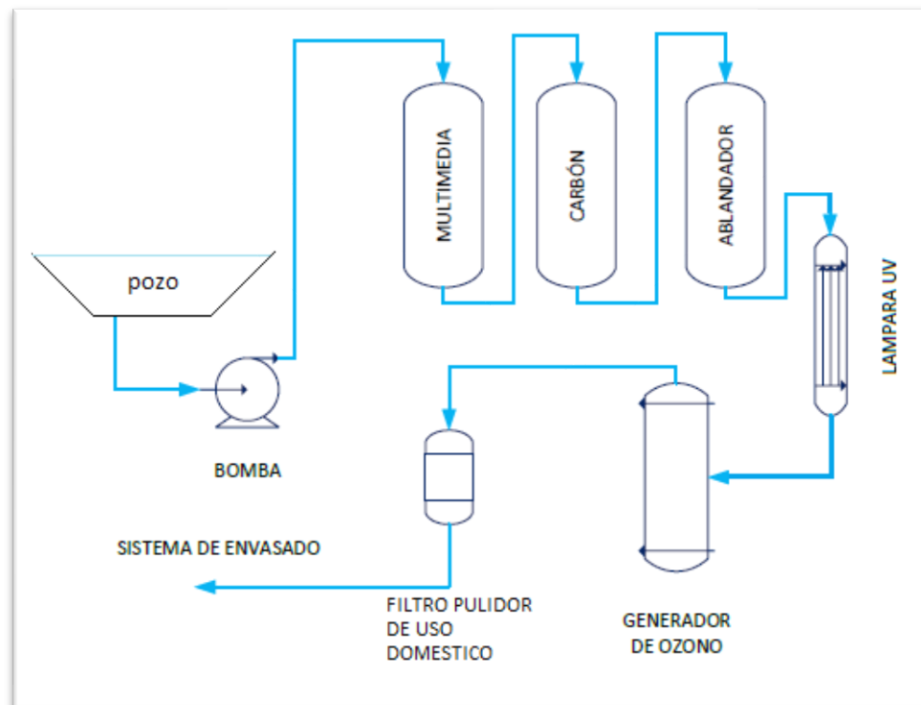 MULTIMEDIA
CARBÓN
ABLANDADOR
LAMPARA UV
pozo
BOMBA
SISTEMA DE ENVASADO
FILTRO PULIDOR
DE USO
DOMESTICO
GENERADOR
DE OZONO